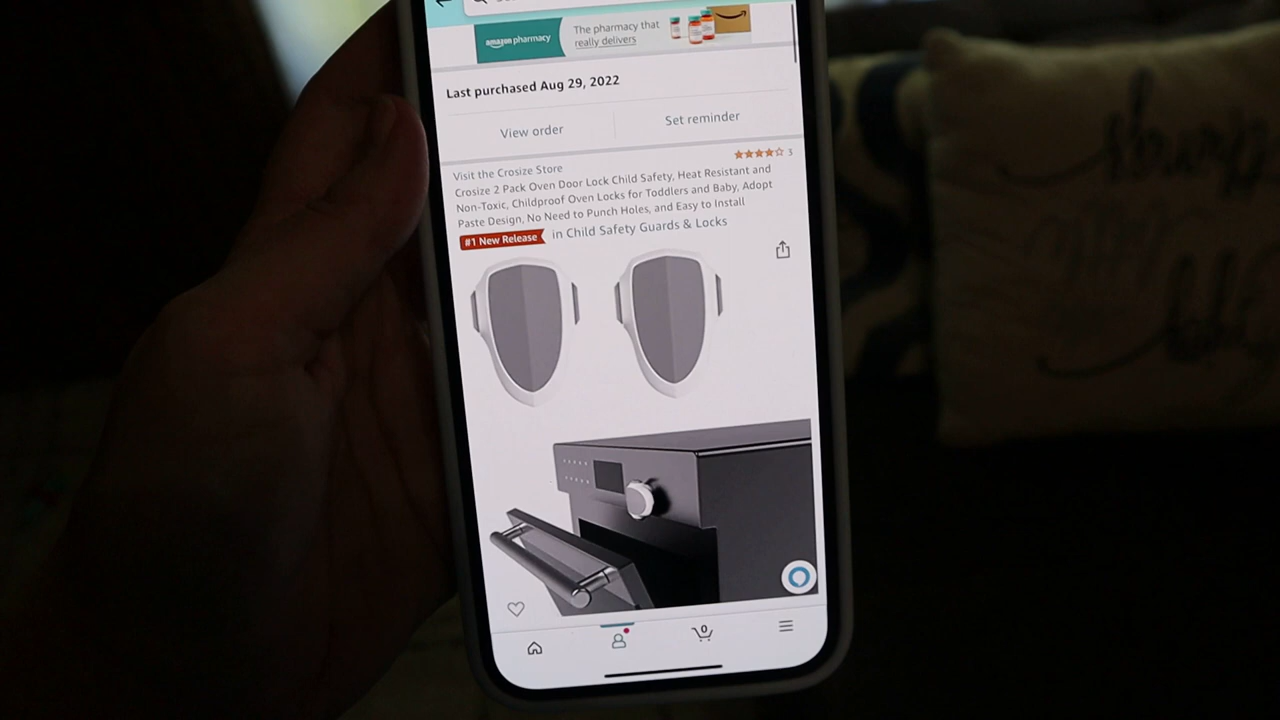 amazon pharmacy
The pharmacy that
really delivers
Last purchased Aug 29, 2022
View order
Set reminder
Visit the Crosize Store
3
Crosize 2 Pack Oven Door Lock Child Safety, Heat Resistant and
Non-Toxic, Childproof Oven Locks for Toddlers and Baby, Adopt
Paste Design, No Need to Punch Holes, and Easy to Install
#1 New Release in Child Safety Guards & Locks
0